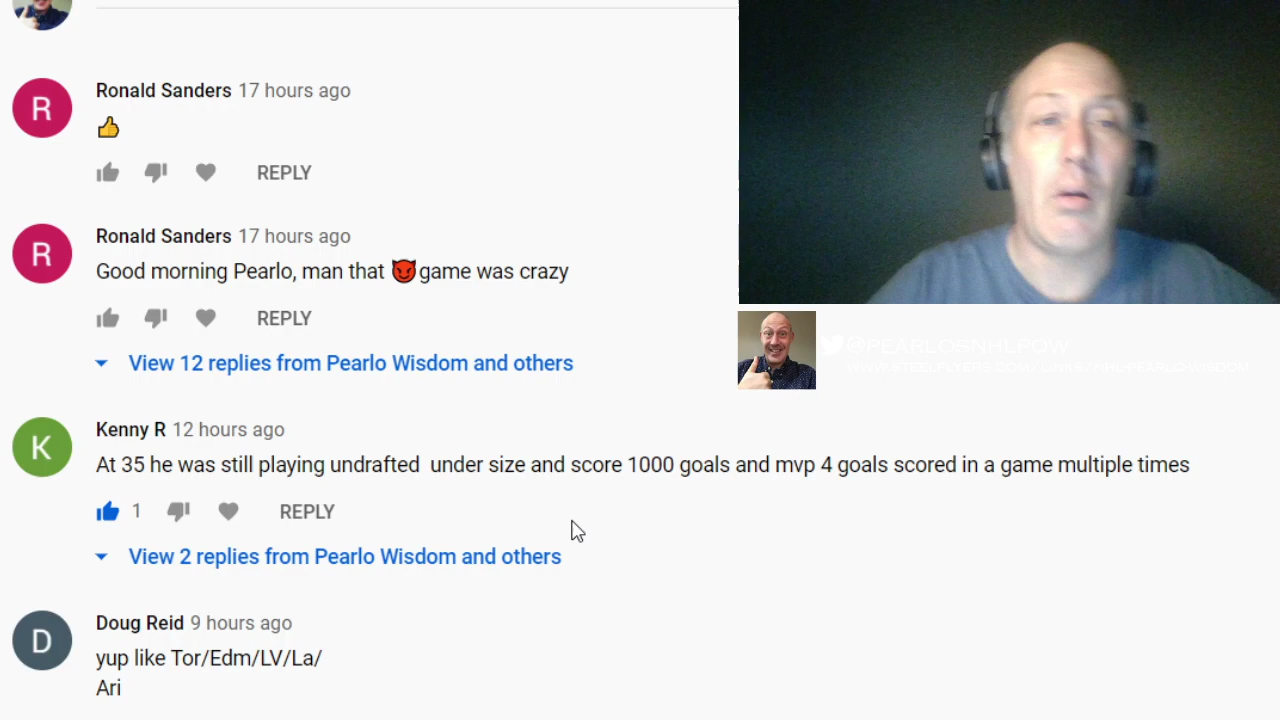 Ronald Sanders 17 hours ago
👍
REPLY
Ronald Sanders 17 hours ago
Good morning Pearlo, man that 😈 game was crazy
REPLY
View 12 replies from Pearlo Wisdom and others
Kenny R 12 hours ago
At 35 he was still playing undrafted  under size and score 1000 goals and mvp 4 goals scored in a game multiple times
1 REPLY
View 2 replies from Pearlo Wisdom and others
Doug Reid 9 hours ago
yup like Tor/Edm/LV/La/
Ari
R
R
K
D
@PEARLOSNHLPOW